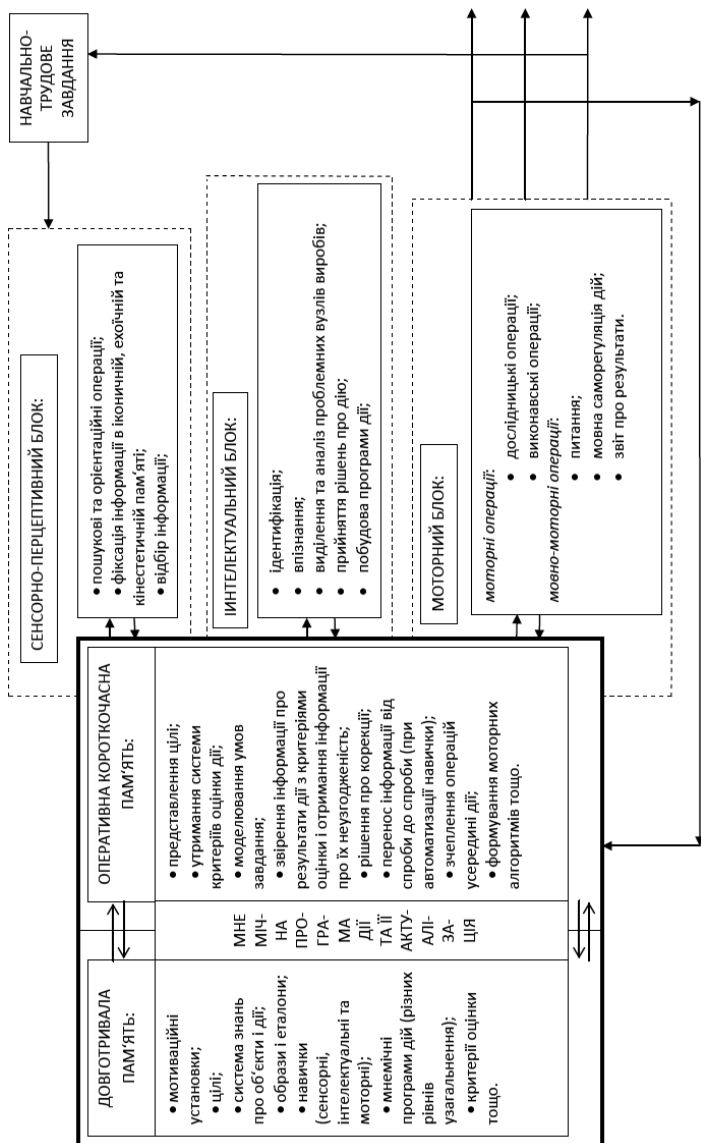 НАВЧАЛЬНО-
ТРУДОВЕ
ЗАВДАННЯ
СЕНСОРНО-ПЕРЦЕПТИВНИЙ БЛОК:
• пошукові та орієнтаційні операції;
• фіксація інформації в іконичній, ехоїчній та
кінестетичній пам’яті;
• відбір інформації;
ІІНТЕЛЕКТУАЛЬНИЙ БЛОК:
• ідентифікація;
• впізнання;
• виділення та аналіз проблемних вузлів виробів;
• прийняття рішень про дію;
• побудова програми дії;
МОТОРНИЙ БЛОК:
моторні операції:
• дослідницькі операції;
• виконавські операції;
мовно-моторні операції:
• питання;
• мовна саморегуляція дій;
• звіт про результати.
ДОВГОТРИВАЛА
ПАМ’ЯТЬ:
• мотиваційні
установки;
• цілі;
• система знань
про об’єкти і дії;
• образи і еталони;
• навички
(сенсорні,
інтелектуальні та
моторні);
• мнемічні
програми дій (різних
рівнів
узагальнення);
• критерії оцінки
тощо.
МНЕ
МІЧ-
НА
ПРО-
ГРА-
МА
ДІЇ
ТА ЇЇ
АКТУ-
АЛІ-
ЗА-
ЦІЯ
ОПЕРАТИВНА КОРОТКОЧАСНА
ПАМ’ЯТЬ:
• представлення цілі;
• утримання системи
критеріїв оцінки дії;
• моделювання умов
завдання;
• звірення інформації про
результати дії з критеріями
оцінки і отримання інформації
про їх неузгодженість;
• рішення про корекції;
• перенос інформації від
спроби до спроби (при
автоматизації навички);
• зчеплення операцій
усередині дії;
• формування моторних
алгоритмів тощо.